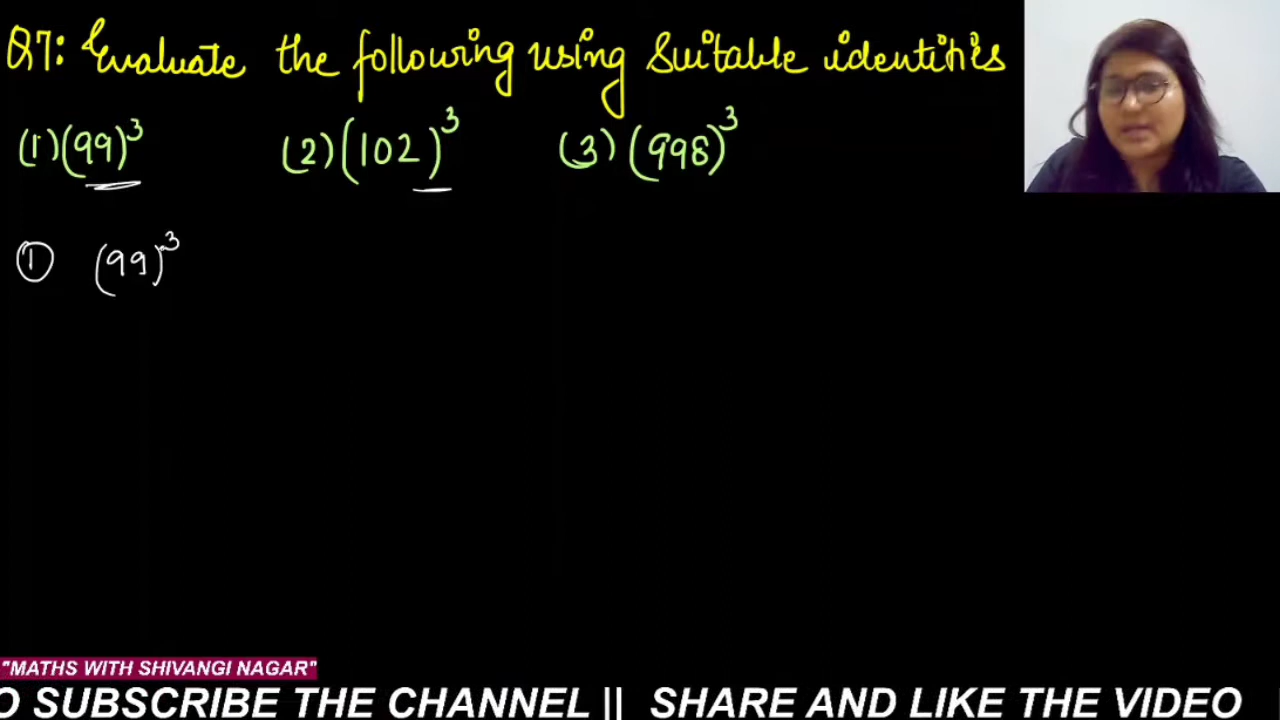 Q7: Evaluate the following using suitable identities
(1) (99)³ (2) (102)³ (3) (998)³
① (99)³
"MATHS WITH SHIVANGI NAGAR"
O SUBSCRIBE THE CHANNEL || SHARE AND LIKE THE VIDEO